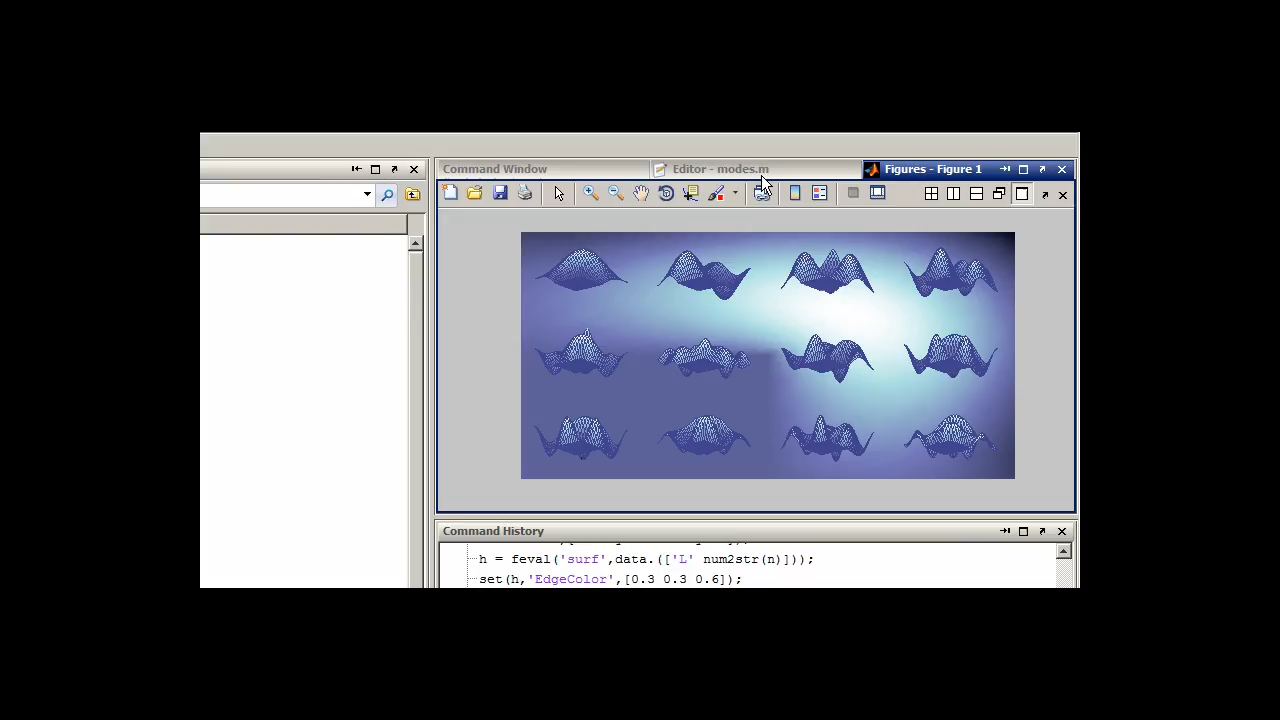 Command Window
Editor - modes.m
Figures - Figure 1
Command History
h = feval('surf',data.(['L' num2str(n)]));
set(h,'EdgeColor',[0.3 0.3 0.6]);